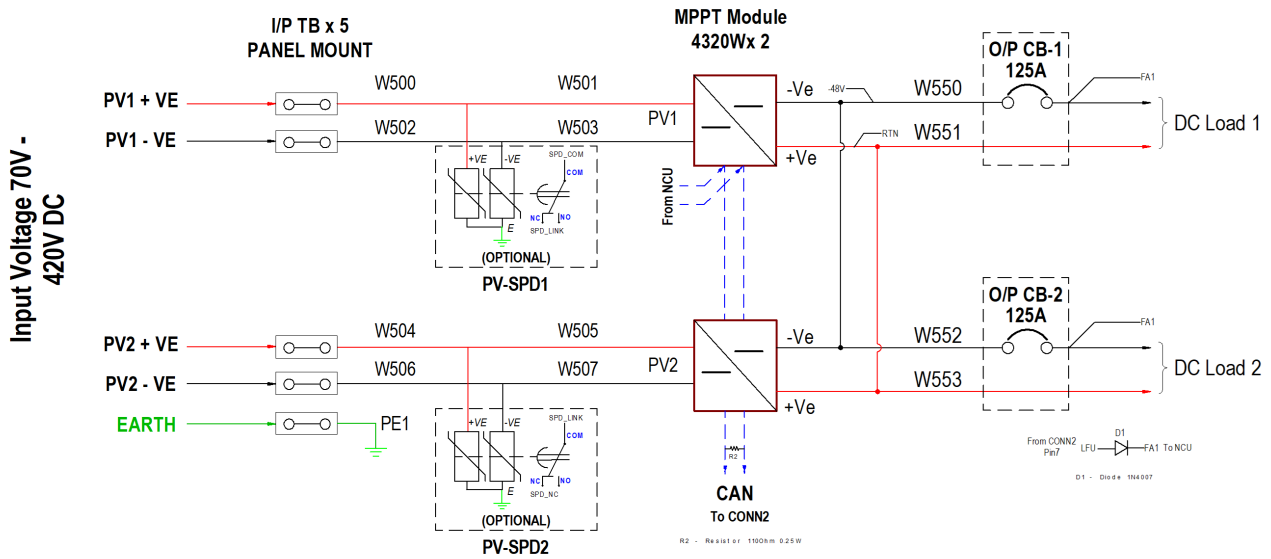 I/P TB x 5
PANEL MOUNT
MPPT Module
4320Wx 2
O/P CB-1
125A
Input Voltage 70V -
420V DC
PV1 + VE
W500
W501
-Ve
-48V
W550
FA1
PV1 - VE
W502
W503
PV1
RTN
W551
DC Load 1
+Ve
+VE
-VE
SPD_COM
COM
NC
NO
SPD_LINK
E
(OPTIONAL)
PV-SPD1
From NCU
O/P CB-2
125A
PV2 + VE
W504
W505
-Ve
W552
FA1
PV2 - VE
W506
W507
PV2
W553
DC Load 2
+Ve
EARTH
PE1
+VE
-VE
SPD_LINK
COM
NC
NO
SPD_NC
E
(OPTIONAL)
PV-SPD2
R2
CAN
To CONN2
R2 - Resistor 110Ohm 0.25W
From CONN2
Pin7
LFU
D1
FA1 To NCU
D1 - Diode 1N4007